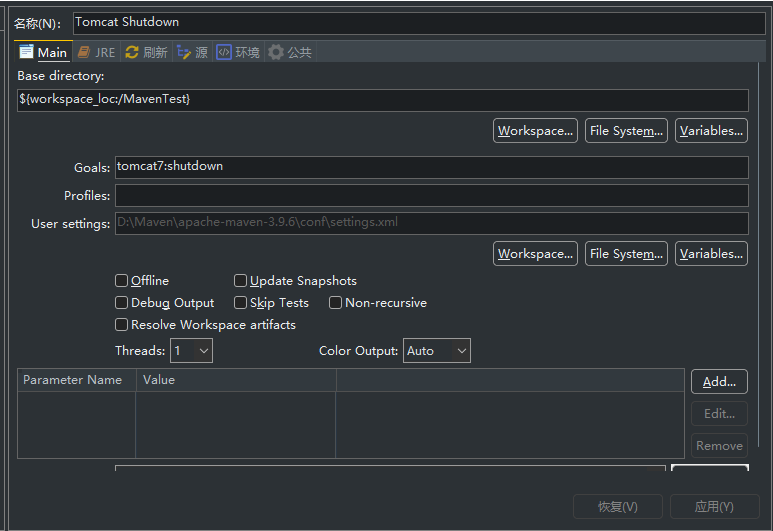 名称(N)： Tomcat Shutdown
Main JRE 刷新 源 环境 公共
Base directory:
${workspace_loc:/MavenTest}
Workspace... File System... Variables...
Goals: tomcat7:shutdown
Profiles:
User settings: D:\Maven\apache-maven-3.9.6\conf\settings.xml
Workspace... File System... Variables...
Offline Update Snapshots
Debug Output Skip Tests Non-recursive
Resolve Workspace artifacts
Threads: 1 Color Output: Auto
Parameter Name Value Add...
Edit...
Remove
恢复(V) 应用(Y)